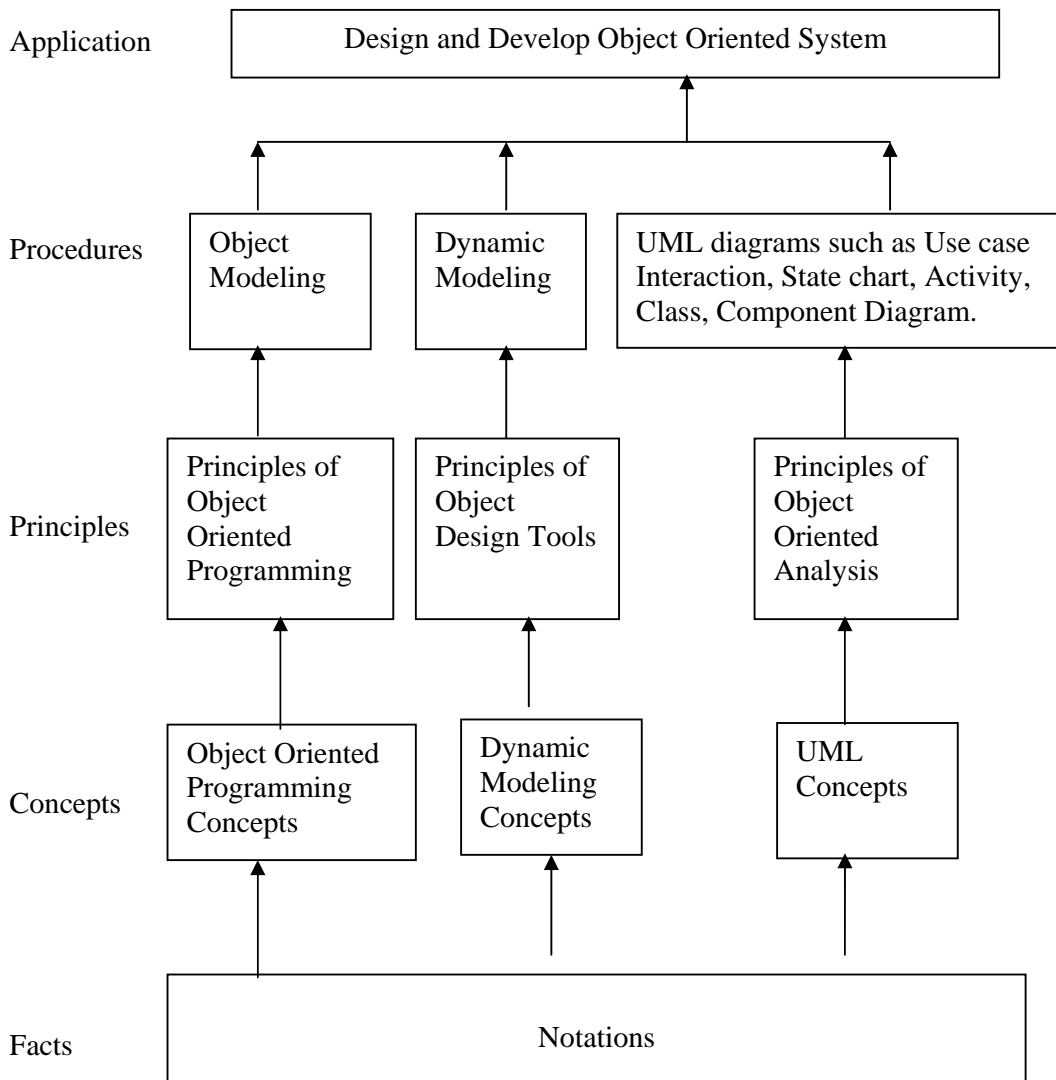 Application
Design and Develop Object Oriented System
Procedures
Object
Modeling
Dynamic
Modeling
UML diagrams such as Use case
Interaction, State chart, Activity,
Class, Component Diagram.
Principles
Principles of
Object
Oriented
Programming
Principles of
Object
Design Tools
Principles of
Object
Oriented
Analysis
Concepts
Object Oriented
Programming
Concepts
Dynamic
Modeling
Concepts
UML
Concepts
Facts
Notations